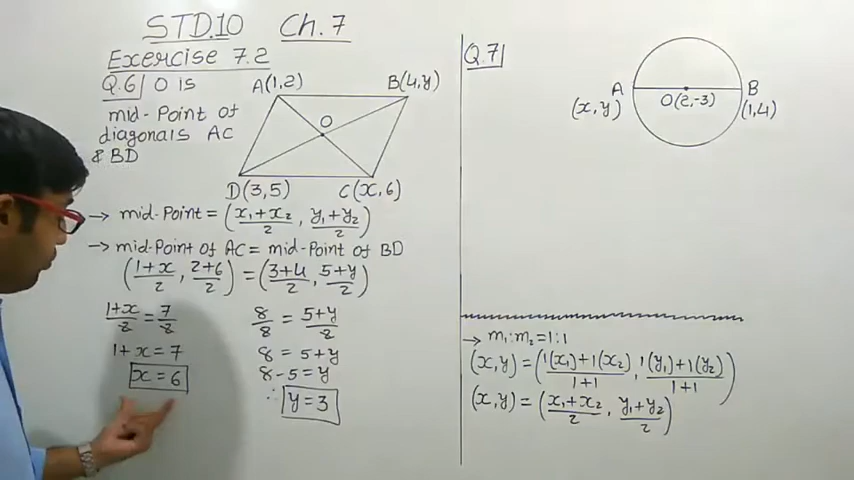 STD.10 Ch.7
Exercise 7.2
Q.6 O is
mid-Point of
diagonals AC
& BD
A(1,2) B(4,y)
O
D(3,5) C(x,6)
→ mid-Point = (x₁+x₂/2, y₁+y₂/2)
→ mid-Point of AC = mid-Point of BD
(1+x/2, 2+6/2) = (3+4/2, 5+y/2)
1+x/2 = 7/2
1+x=7
x=6
8/8 = 5+y/2
8 = 5+y
8-5=y
∴ y=3
Q.7
A B
(x,y) O(2,-3) (1,4)
→ m₁:m₂=1:1
(x,y) = (1(x₁)+1(x₂)/1+1, 1(y₁)+1(y₂)/1+1)
(x,y) = (x₁+x₂/2, y₁+y₂/2)